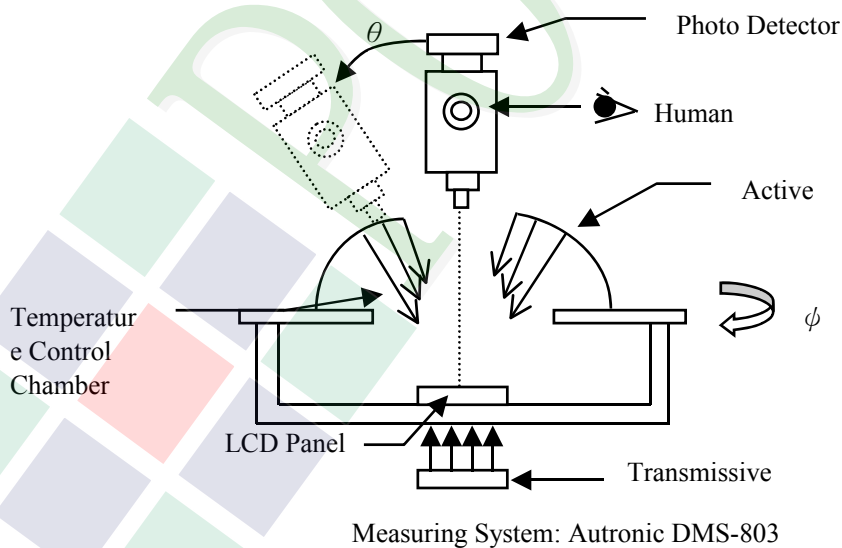 θ
Photo Detector
Human
Active
Temperatur
e Control
Chamber
ϕ
LCD Panel
Transmissive
Measuring System: Autronic DMS-803